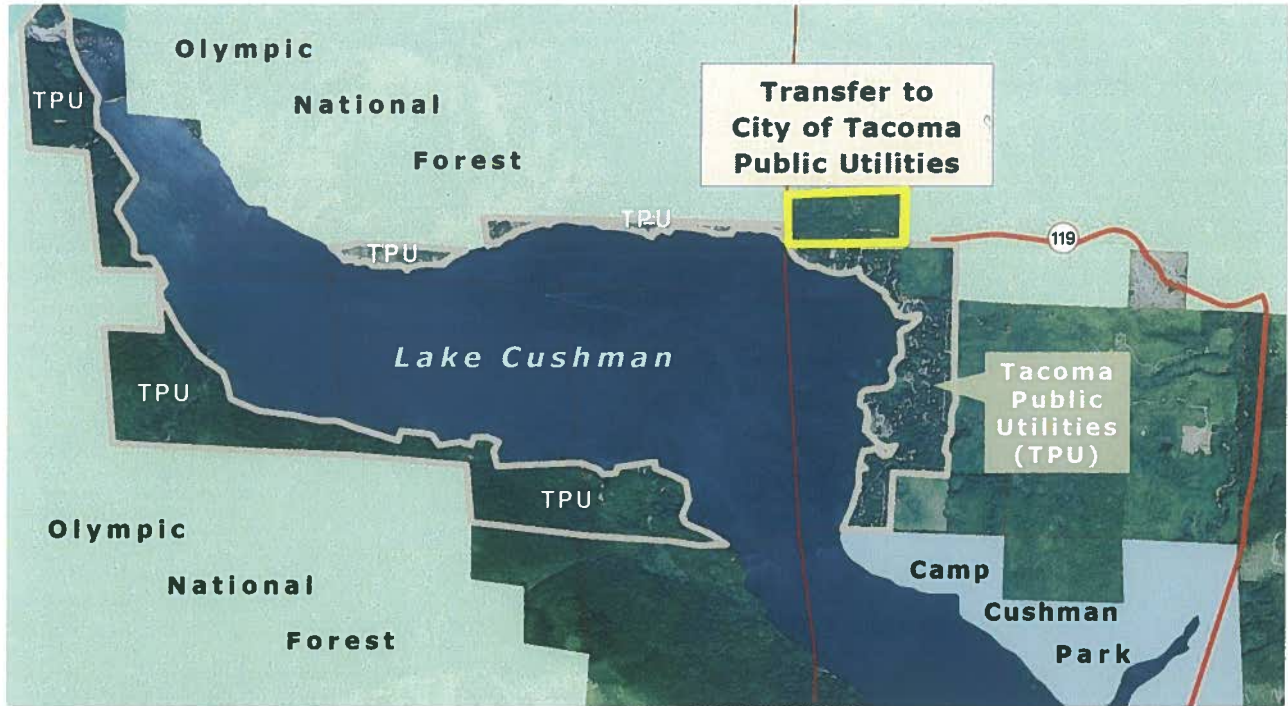 Olympic
National
Forest
TPU
Transfer to
City of Tacoma
Public Utilities
TPU
TPU
119
Lake Cushman
TPU
Tacoma
Public
Utilities
(TPU)
TPU
Olympic
National
Forest
Camp
Cushman
Park